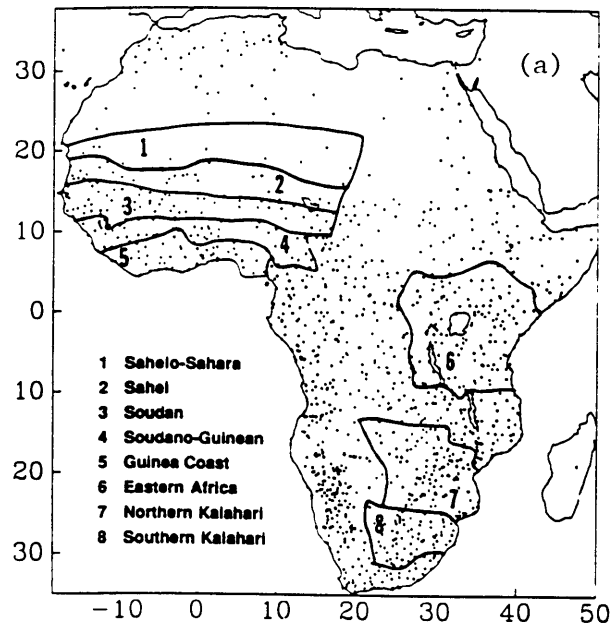 (a)
30
20
10
0
10
20
30
-10 0 10 20 30 40 50
1
2
3
4
5
6
7
8
1 Sahelo-Sahara
2 Sahel
3 Soudan
4 Soudano-Guinean
5 Guinea Coast
6 Eastern Africa
7 Northern Kalahari
8 Southern Kalahari